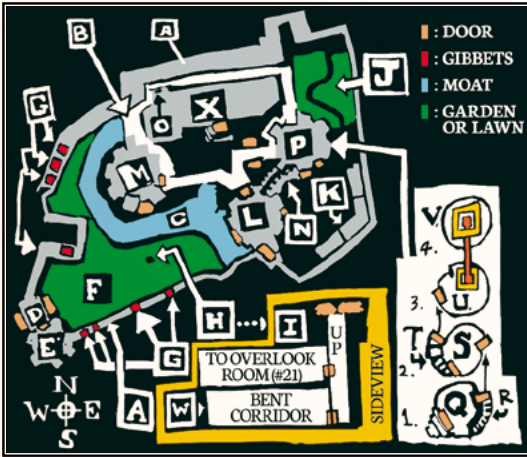 B
A
: DOOR
: GIBBETS
: MOAT
: GARDEN
OR LAWN
G
J
O
X
P
M
K
L
N
C
V.
4.
F
3.
U.
D
T.
S
H
I
2.
E
UP
TO OVERLOOK
ROOM (#21)
SIDEVIEW
N
W E
S
A
G
W
BENT
CORRIDOR
Q
R
1.